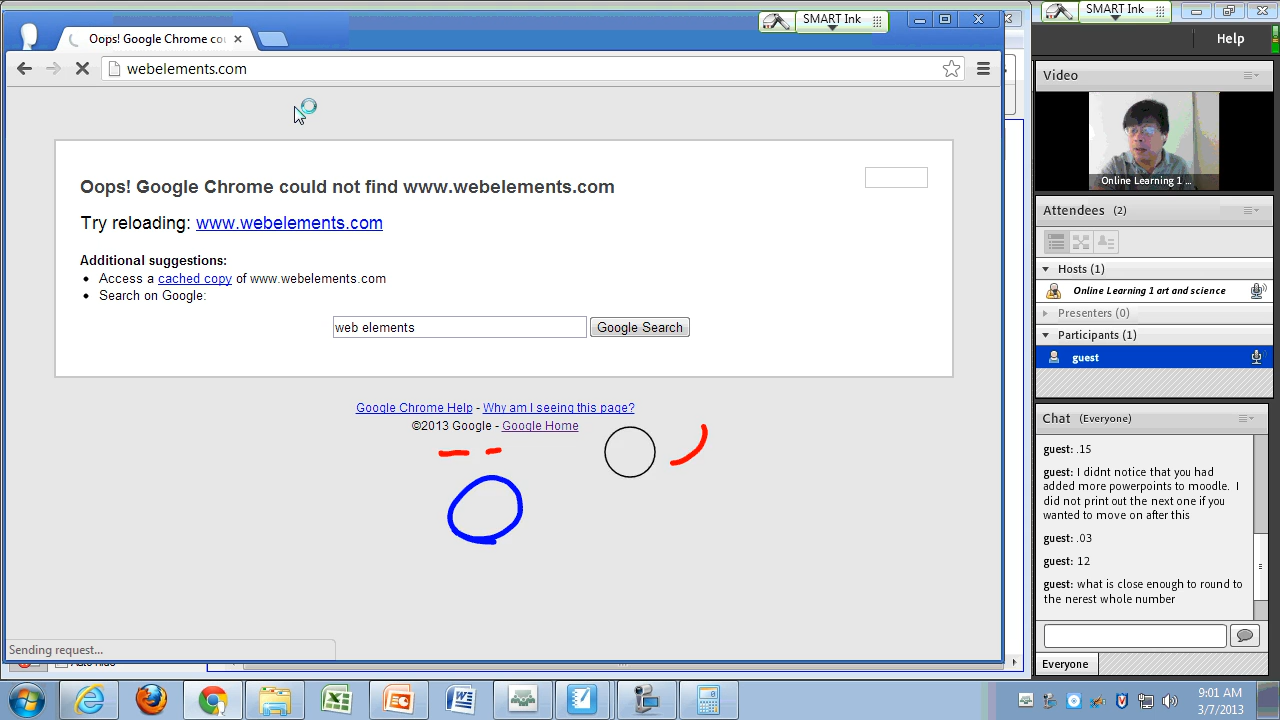 SMART Ink
SMART Ink
Oops! Google Chrome cou
Help
webelements.com
Video
Oops! Google Chrome could not find www.webelements.com
Online Learning 1 ...
Try reloading: www.webelements.com
Attendees (2)
Additional suggestions:
Access a cached copy of www.webelements.com
Search on Google:
Hosts (1)
Online Learning 1 art and science
Presenters (0)
web elements
Google Search
Participants (1)
guest
Google Chrome Help - Why am I seeing this page?
©2013 Google - Google Home
Chat (Everyone)
guest: .15
guest: I didnt notice that you had
added more powerpoints to moodle. I
did not print out the next one if you
wanted to move on after this
guest: .03
guest: 12
guest: what is close enough to round to
the nerest whole number
Sending request...
Everyone
9:01 AM
3/7/2013